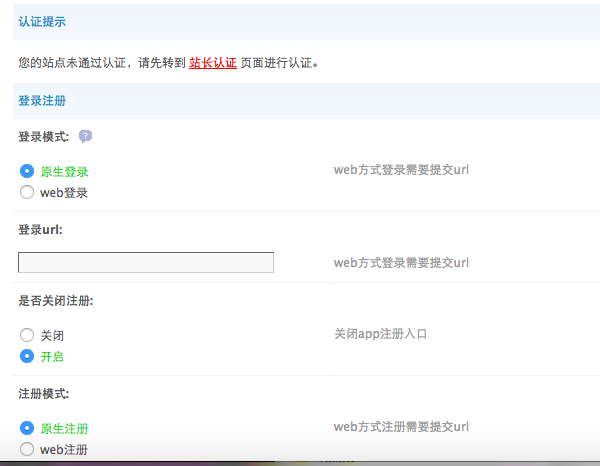 认证提示
您的站点未通过认证，请先转到 站长认证 页面进行认证。
登录注册
登录模式:
原生登录
web方式登录需要提交url
web登录
登录url:
web方式登录需要提交url
是否关闭注册:
关闭
关闭app注册入口
开启
注册模式:
原生注册
web方式注册需要提交url
web注册